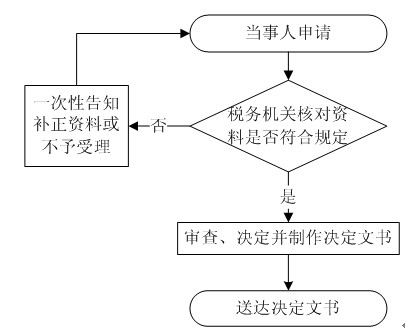 当事人申请
税务机关核对资
料是否符合规定
否
一次性告知
补正资料或
不予受理
是
审查、决定并制作决定文书
送达决定文书